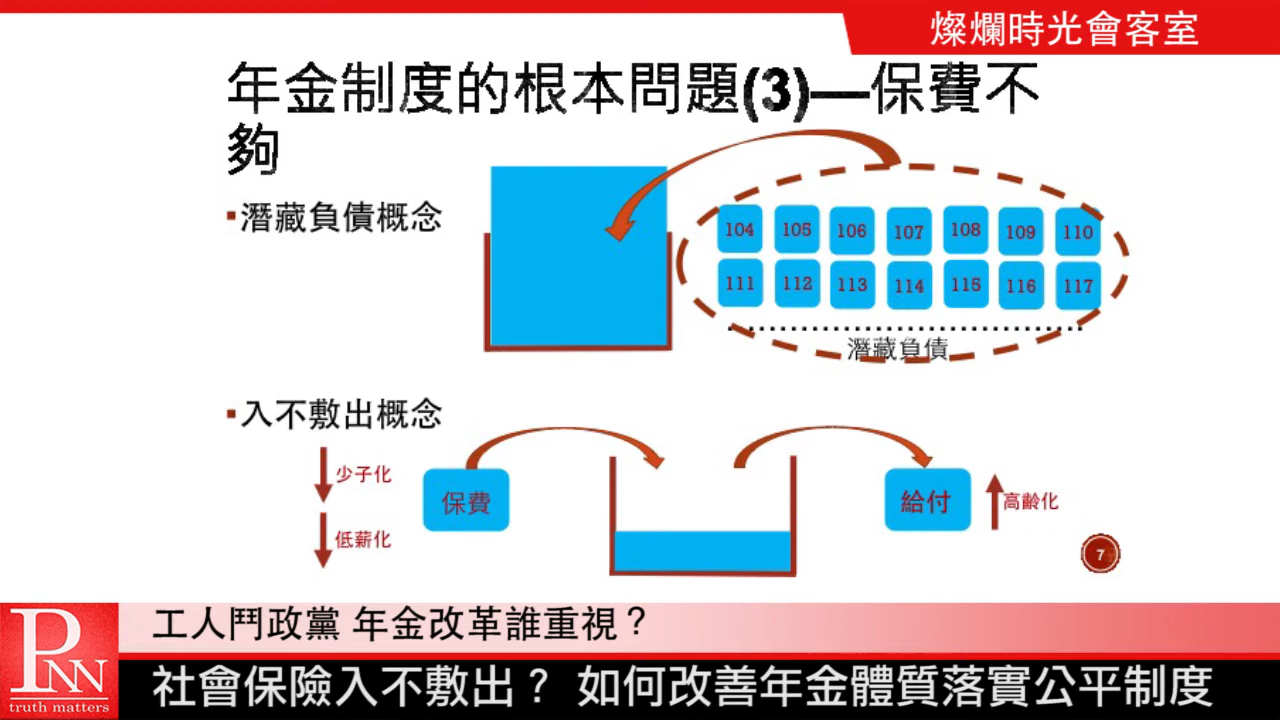 燦爛時光會客室
年金制度的根本問題(3)—保費不
夠
▪潛藏負債概念
104 105 106 107 108 109 110
111 112 113 114 115 116 117
潛藏負債
▪入不敷出概念
少子化
低薪化
保費
給付
高齡化
7
工人鬥政黨 年金改革誰重視？
社會保險入不敷出？ 如何改善年金體質落實公平制度
PNN
truth matters